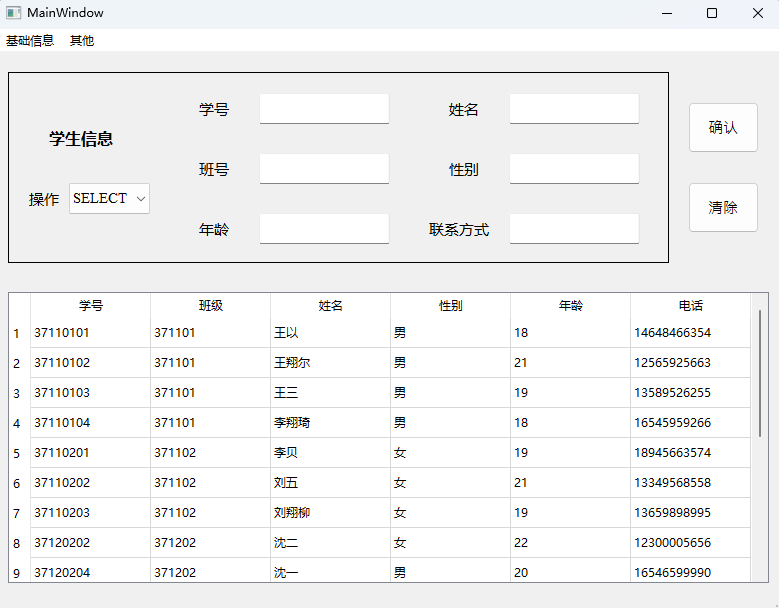 MainWindow
基础信息 其他
学号 姓名
确认
学生信息
班号 性别
操作 SELECT
清除
年龄 联系方式
学号 班级 姓名 性别 年龄 电话
1 37110101 371101 王以 男 18 14648466354
2 37110102 371101 王翔尔 男 21 12565925663
3 37110103 371101 王三 男 19 13589526255
4 37110104 371101 李翔琦 男 18 16545959266
5 37110201 371102 李贝 女 19 18945663574
6 37110202 371102 刘五 女 21 13349568558
7 37110203 371102 刘翔柳 女 19 13659898995
8 37120202 371202 沈二 女 22 12300005656
9 37120204 371202 沈一 男 20 16546599990